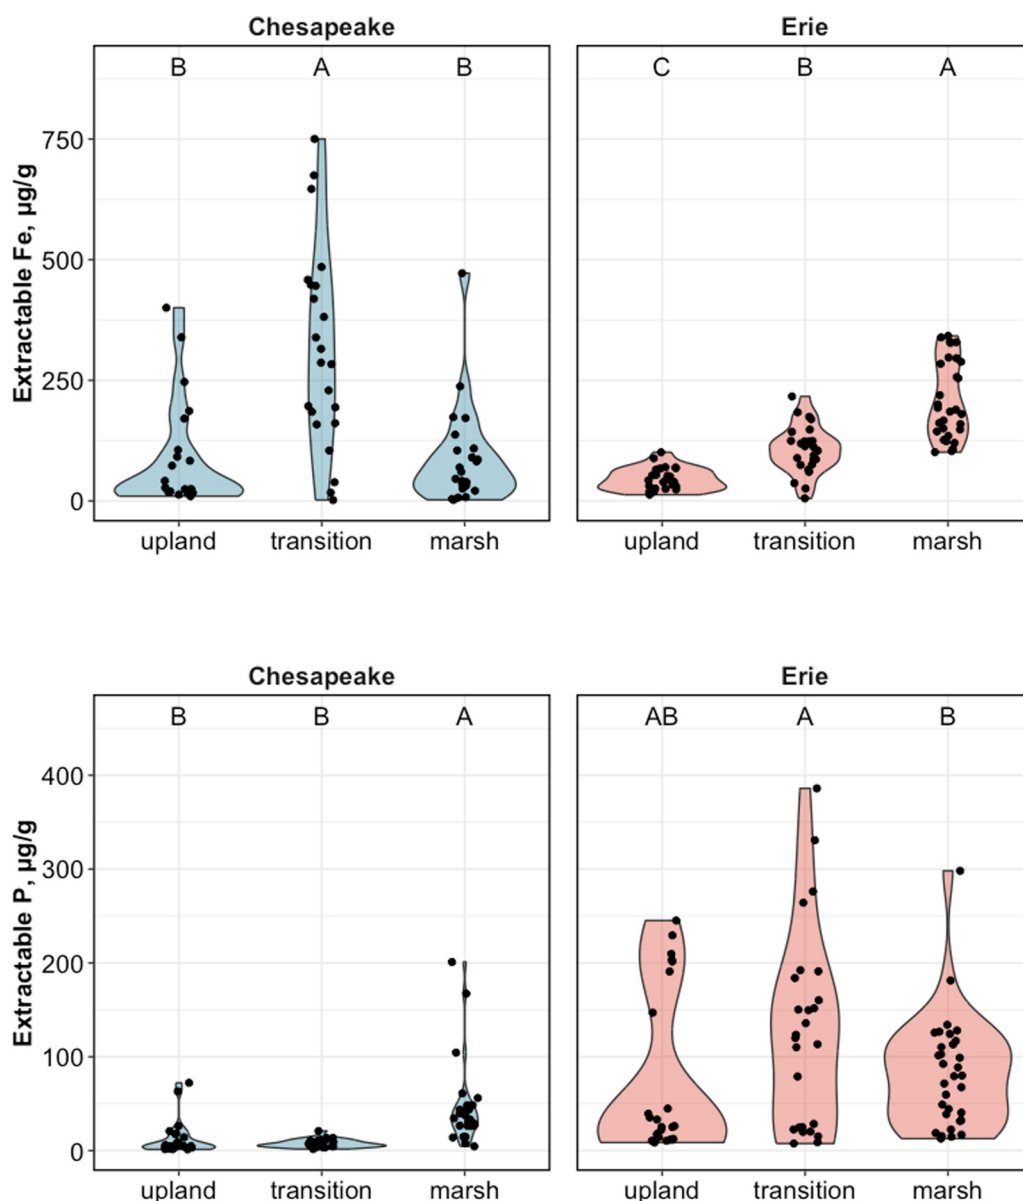 Chesapeake Erie
B A B C B A
Extractable Fe, µg/g
750
500
250
0
upland transition marsh upland transition marsh
Chesapeake Erie
B B A AB A B
Extractable P, µg/g
400
300
200
100
0
upland transition marsh upland transition marsh